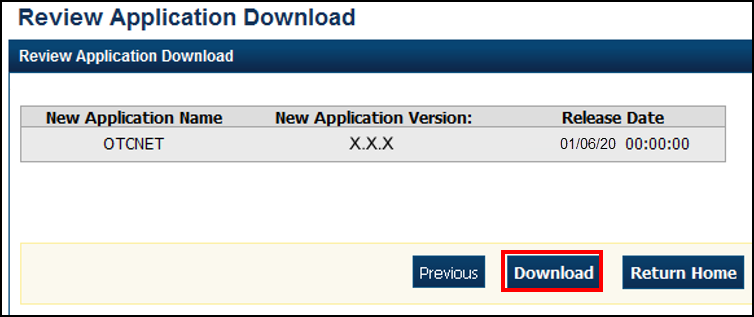 Review Application Download
Review Application Download
New Application Name New Application Version: Release Date
OTCNET X.X.X 01/06/20 00:00:00
Previous Download Return Home